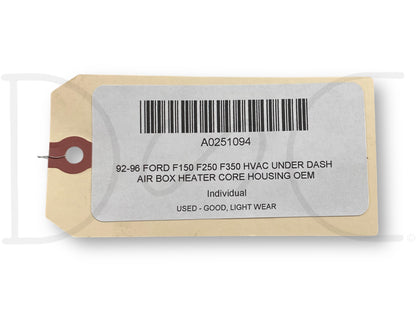 A0251094
92-96 FORD F150 F250 F350 HVAC UNDER DASH
AIR BOX HEATER CORE HOUSING OEM
Individual
USED - GOOD, LIGHT WEAR